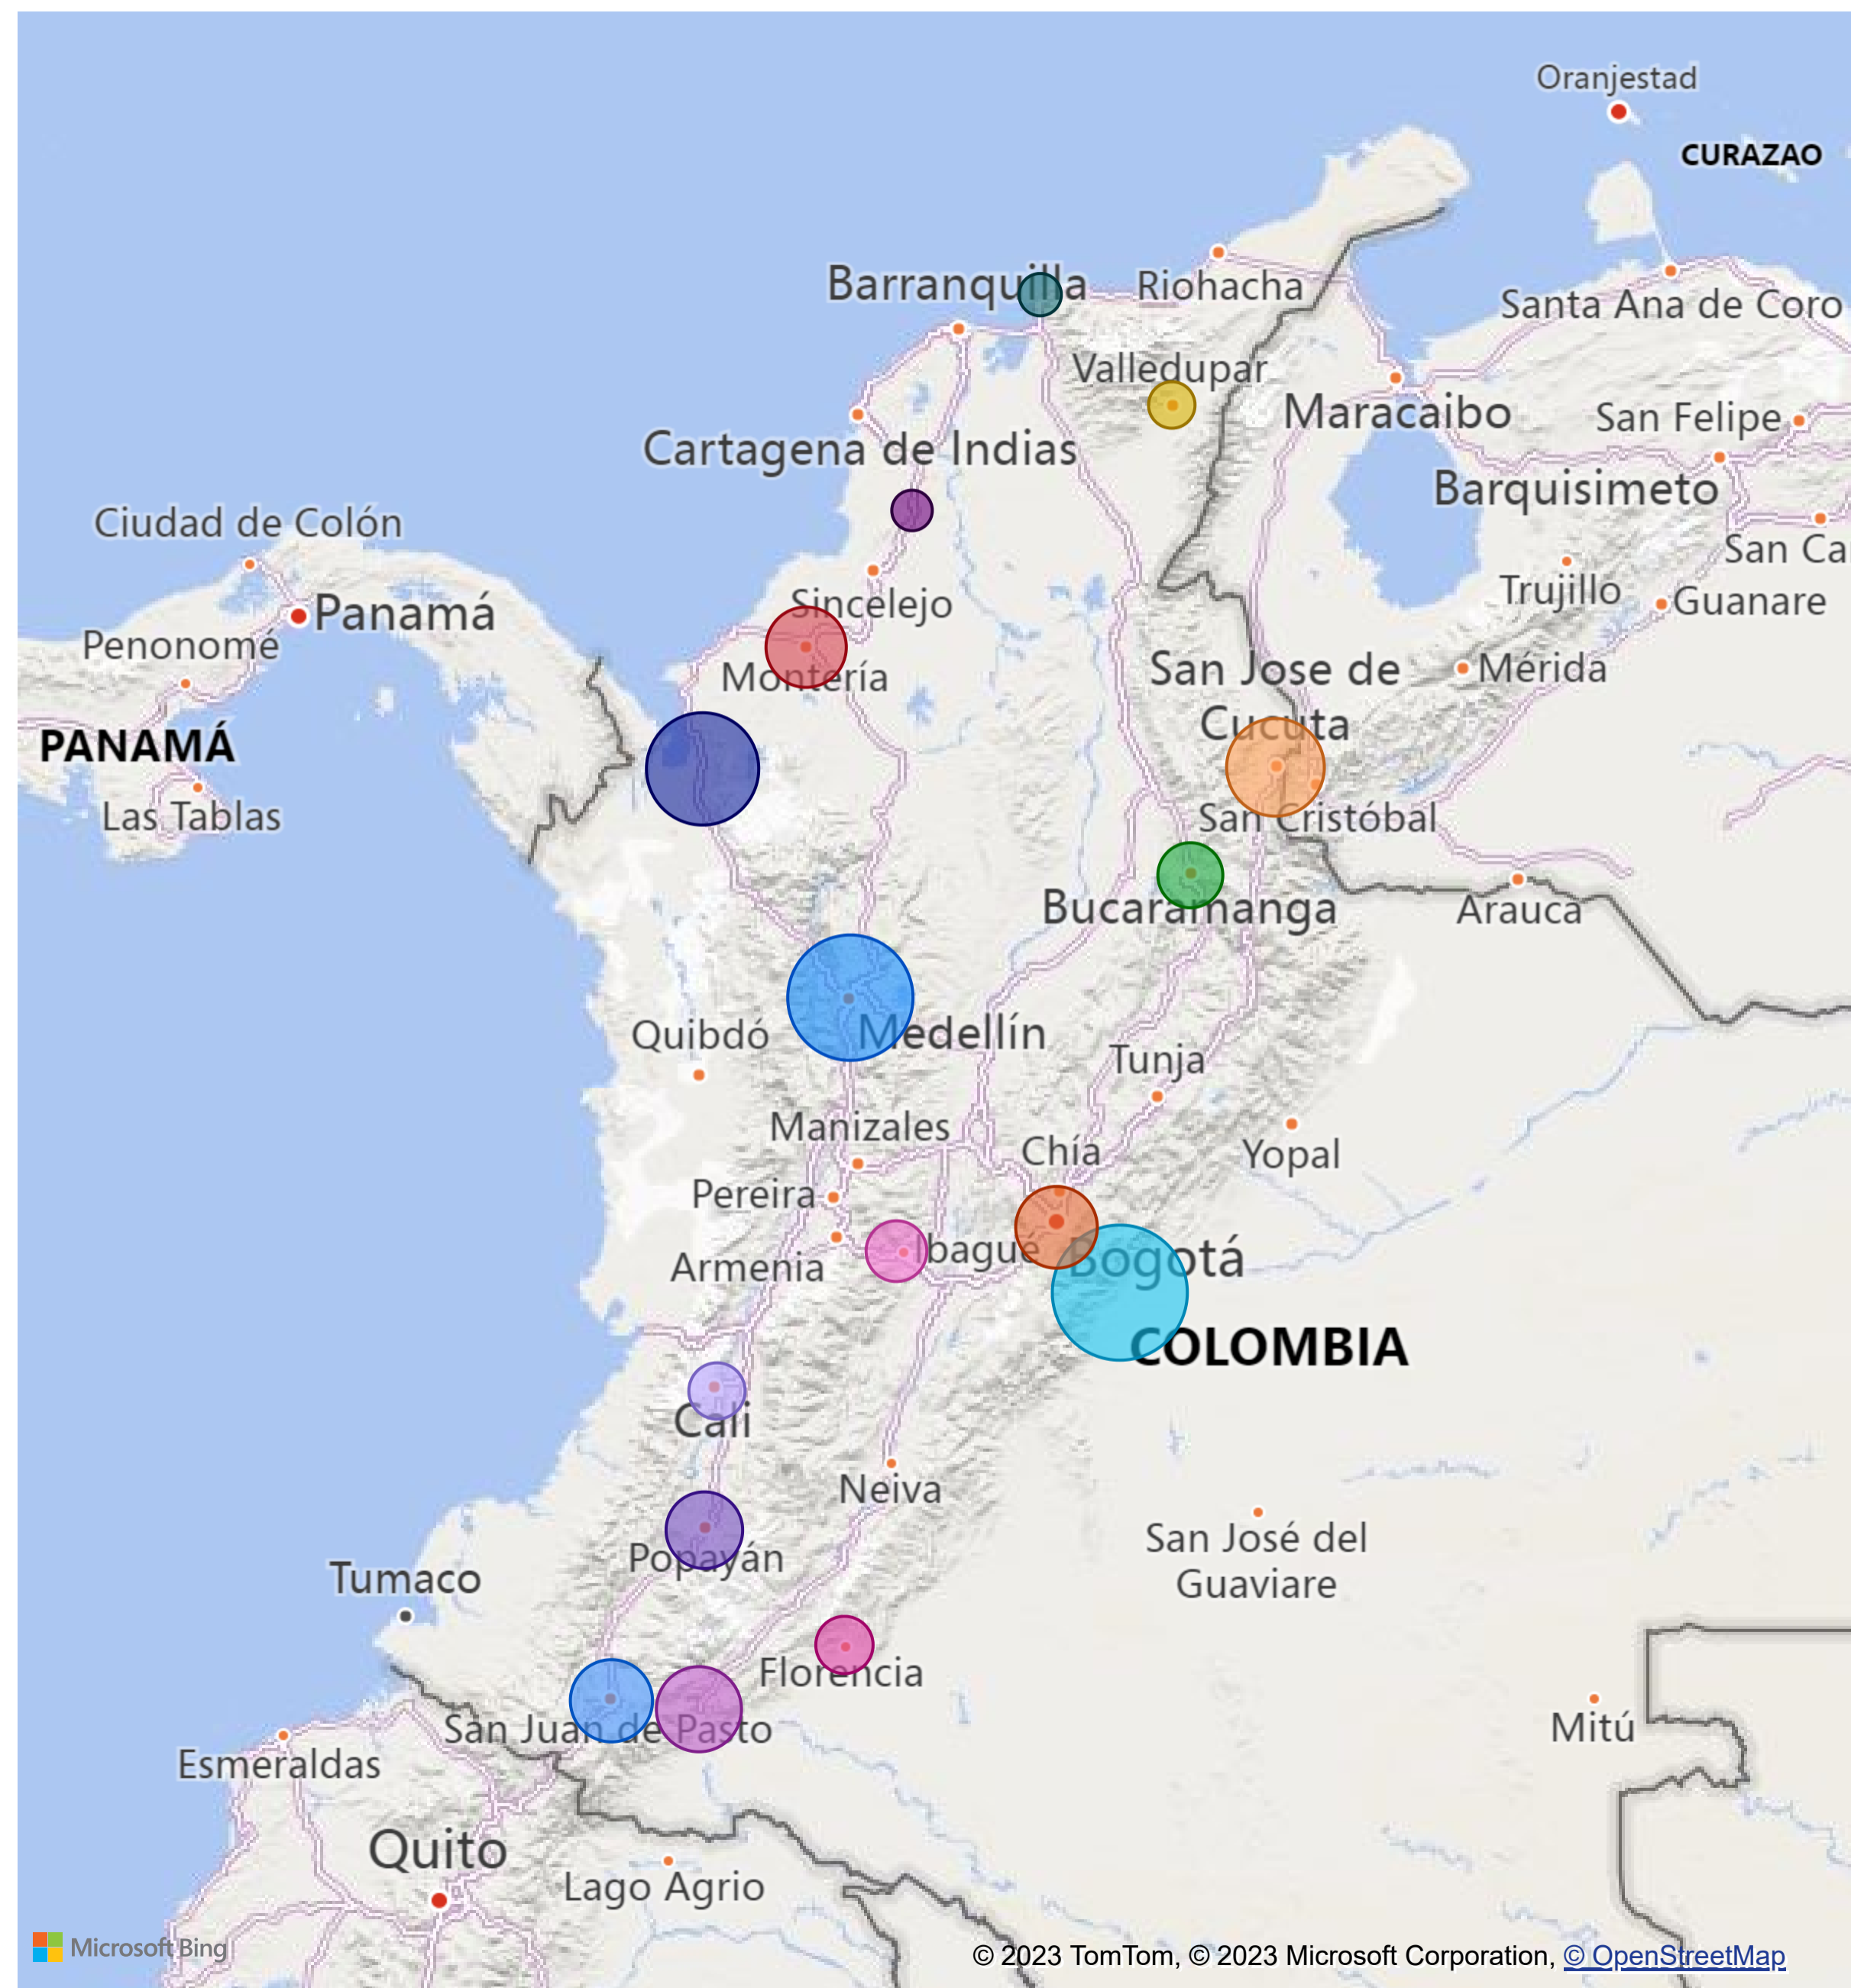 Oranjestad
CURAZAO
Barranquilla
Riohacha
Santa Ana de Coro
Valledupar
Maracaibo
San Felipe
Cartagena de Indias
Barquisimeto
Ciudad de Colón
San Ca
Trujillo
Guanare
Sincelejo
Panamá
Penonomé
San Jose de
Cucuta
Mérida
Montería
PANAMÁ
Las Tablas
San Cristóbal
Bucaramanga
Arauca
Quibdó
Medellín
Tunja
Manizales
Chía
Yopal
Pereira
Ibagué
Bogotá
Armenia
COLOMBIA
Cali
Neiva
San José del
Guaviare
Popayán
Tumaco
Florencia
San Juan de Pasto
Mitú
Esmeraldas
Quito
Lago Agrio
Microsoft Bing
© 2023 TomTom, © 2023 Microsoft Corporation, © OpenStreetMap